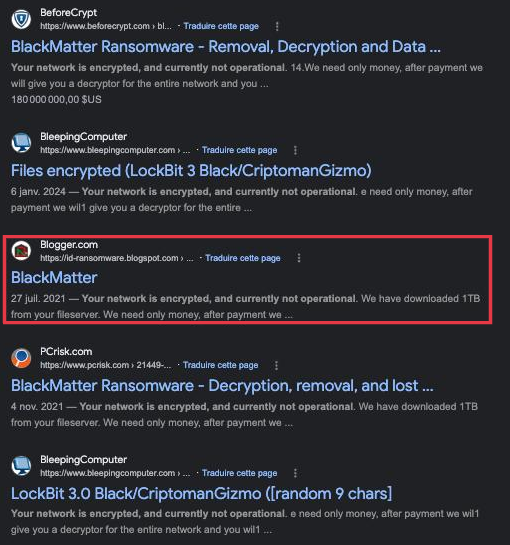 BeforeCrypt
https://www.beforecrypt.com › bl... · Traduire cette page
BlackMatter Ransomware - Removal, Decryption and Data ...
Your network is encrypted, and currently not operational. 14.We need only money, after payment we
will give you a decryptor for the entire network and you ...
180 000 000,00 $US
BleepingComputer
https://www.bleepingcomputer.com › ... · Traduire cette page
Files encrypted (LockBit 3 Black/CriptomanGizmo)
6 janv. 2024 — Your network is encrypted, and currently not operational. e need only money, after
payment we wil1 give you a decryptor for the entire ...
Blogger.com
https://id-ransomware.blogspot.com › ... · Traduire cette page
BlackMatter
27 juil. 2021 — Your network is encrypted, and currently not operational. We have downloaded 1TB
from your fileserver. We need only money, after payment we ...
PCrisk.com
https://www.pcrisk.com › 21449-... · Traduire cette page
BlackMatter Ransomware - Decryption, removal, and lost ...
4 nov. 2021 — Your network is encrypted, and currently not operational. We have downloaded 1TB
from your fileserver. We need only money, after payment we ...
BleepingComputer
https://www.bleepingcomputer.com › ... · Traduire cette page
LockBit 3.0 Black/CriptomanGizmo ([random 9 chars]
Your network is encrypted, and currently not operational. e need only money, after payment we wil1
give you a decryptor for the entire network and you wil1 ...